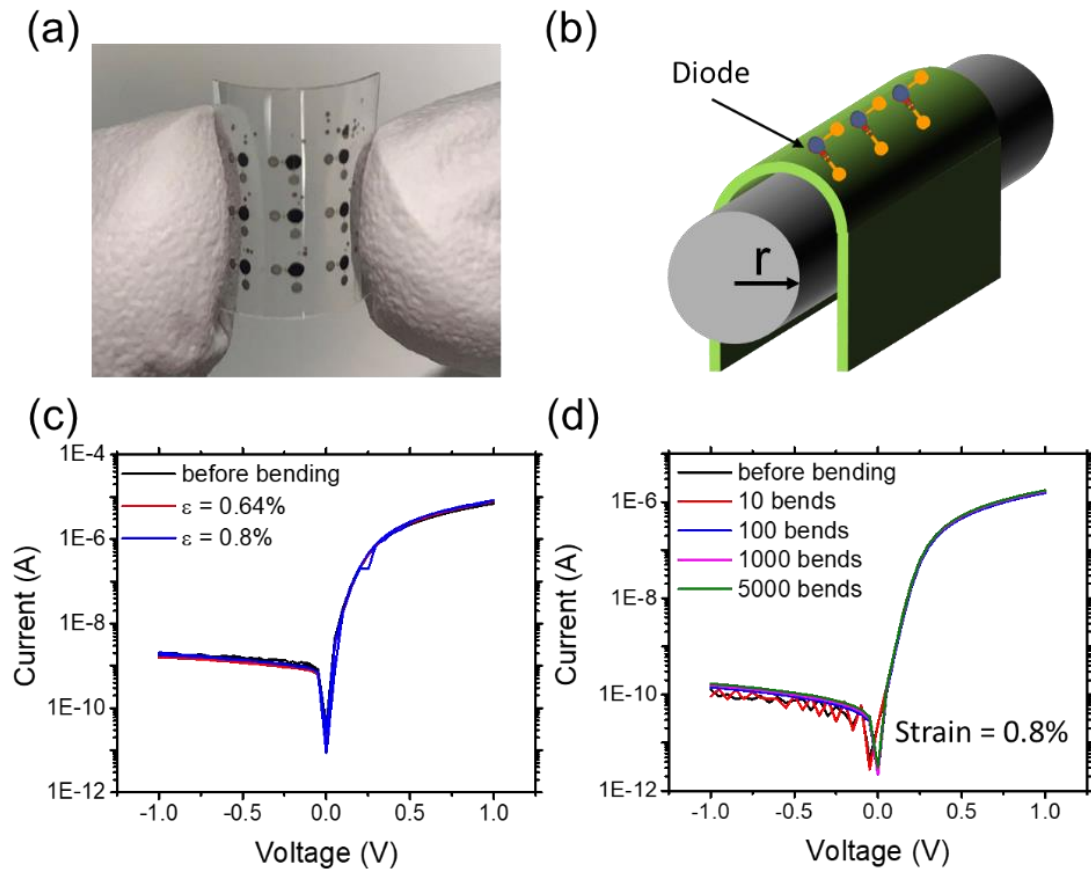 (a)
(b)
Diode
r
(c)
1E-4
1E-6
1E-8
1E-10
1E-12
Current (A)
before bending
ε = 0.64%
ε = 0.8%
-1.0
-0.5
0.0
0.5
1.0
Voltage (V)
(d)
1E-6
1E-8
1E-10
1E-12
Current (A)
before bending
10 bends
100 bends
1000 bends
5000 bends
Strain = 0.8%
-1.0
-0.5
0.0
0.5
1.0
Voltage (V)